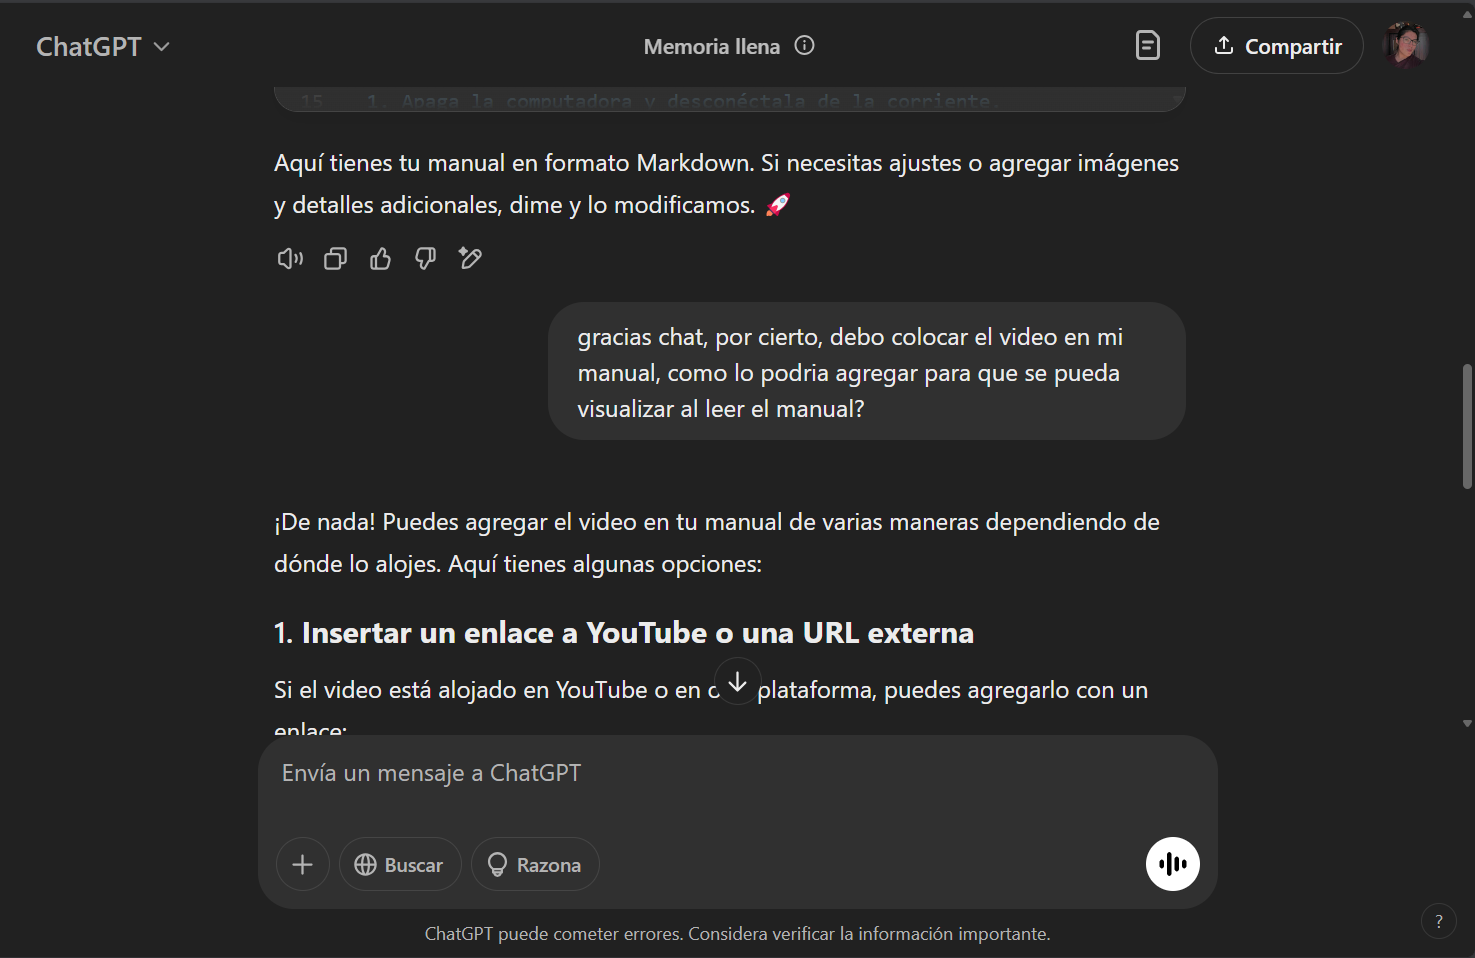 ChatGPT
Memoria llena
Compartir
15 1. Apaga la computadora y desconéctala de la corriente.
Aquí tienes tu manual en formato Markdown. Si necesitas ajustes o agregar imágenes
y detalles adicionales, dime y lo modificamos. 🚀
gracias chat, por cierto, debo colocar el video en mi
manual, como lo podria agregar para que se pueda
visualizar al leer el manual?
¡De nada! Puedes agregar el video en tu manual de varias maneras dependiendo de
dónde lo alojes. Aquí tienes algunas opciones:
1. Insertar un enlace a YouTube o una URL externa
Si el video está alojado en YouTube o en plataforma, puedes agregarlo con un
enlace:
Envía un mensaje a ChatGPT
Buscar
Razona
ChatGPT puede cometer errores. Considera verificar la información importante.
?